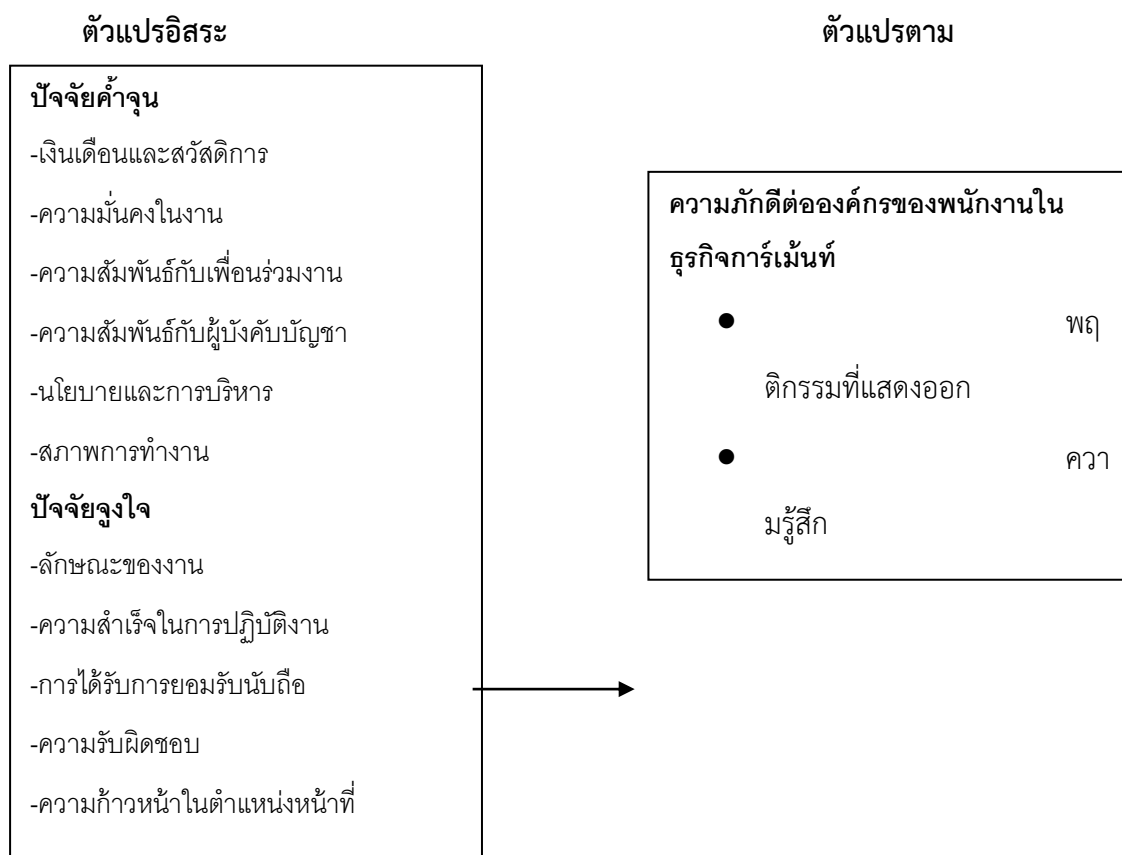 ตัวแปรอิสระ
ตัวแปรตาม
ปัจจัยค้ำจุน
-เงินเดือนและสวัสดิการ
-ความมั่นคงในงาน
-ความสัมพันธ์กับเพื่อนร่วมงาน
-ความสัมพันธ์กับผู้บังคับบัญชา
-นโยบายและการบริหาร
-สภาพการทำงาน
ปัจจัยจูงใจ
-ลักษณะของงาน
-ความสำเร็จในการปฏิบัติงาน
-การได้รับการยอมรับนับถือ
-ความรับผิดชอบ
-ความก้าวหน้าในตำแหน่งหน้าที่
ความภักดีต่อองค์กรของพนักงานใน
ธุรกิจการ์เม้นท์
● พฤ
ติกรรมที่แสดงออก
● ควา
มรู้สึก